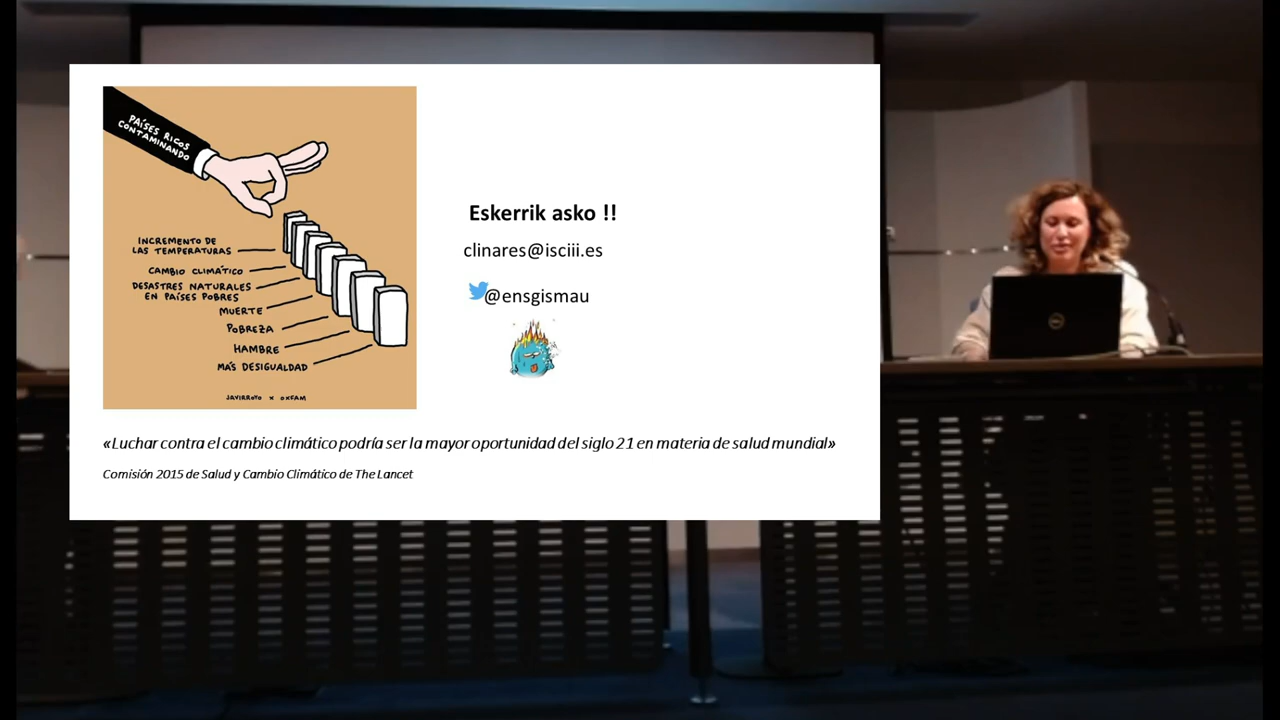 PAÍSES RICOS
CONTAMINANDO
INCREMENTO DE
LAS TEMPERATURAS
CAMBIO CLIMÁTICO
DESASTRES NATURALES
EN PAÍSES POBRES
MUERTE
POBREZA
HAMBRE
MÁS DESIGUALDAD
JAVIRROYO X OXFAM
Eskerrik asko !!
clinares@isciii.es
@ensgismau
«Luchar contra el cambio climático podría ser la mayor oportunidad del siglo 21 en materia de salud mundial»
Comisión 2015 de Salud y Cambio Climático de The Lancet
DELL